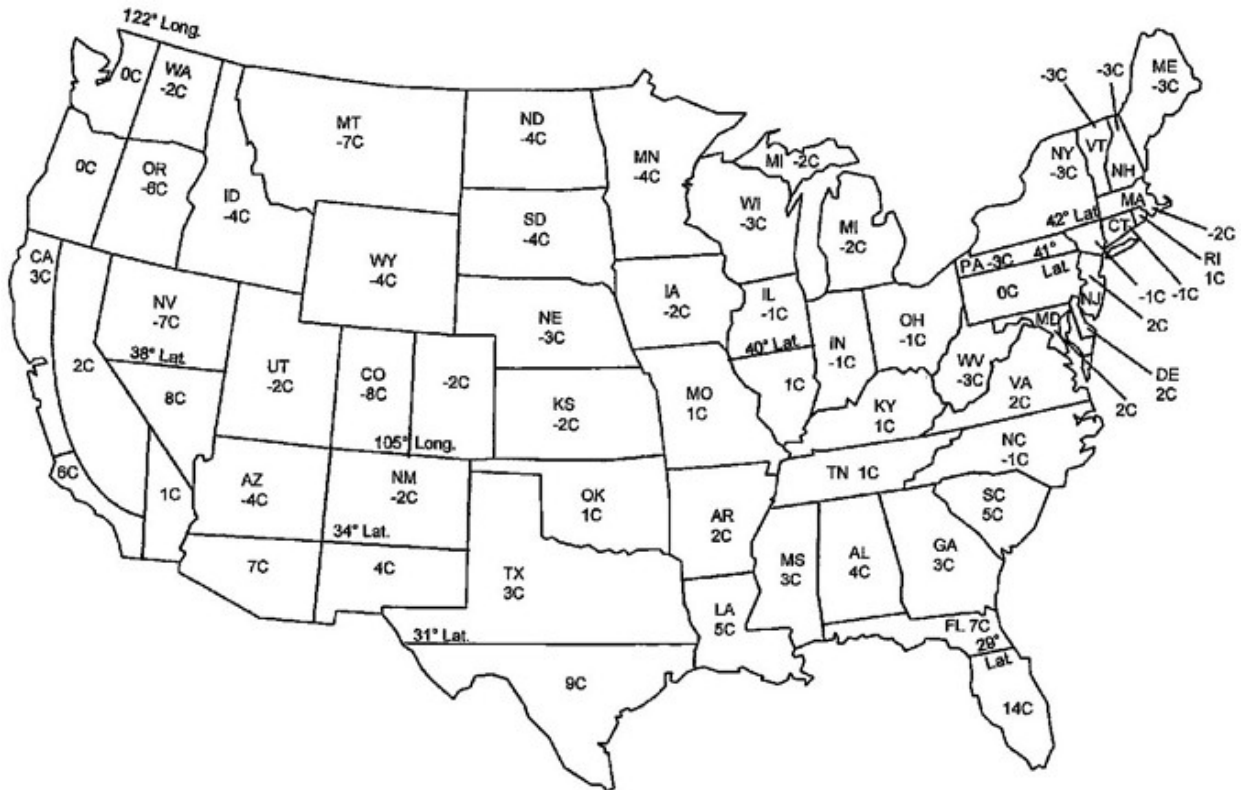 122° Long.
0C
WA
-2C
MT
-7C
ND
-4C
MN
-4C
MI -2C
-3C
-3C
ME
-3C
0C
OR
-6C
ID
-4C
SD
-4C
WI
-3C
MI
-2C
NY
-3C
VT
NH
MA
42° Lat
CT
-2C
RI
1C
CA
3C
WY
-4C
PA -3C
41°
Lat
0C
-1C
-1C
NJ
2C
NV
-7C
38° Lat.
NE
-3C
IA
-2C
IL
-1C
40° Lat.
IN
-1C
OH
-1C
MD
WV
-3C
DE
2C
2C
2C
8C
UT
-2C
CO
-8C
-2C
105° Long.
KS
-2C
MO
1C
1C
KY
1C
VA
2C
6C
1C
AZ
-4C
NM
-2C
34° Lat.
OK
1C
TN 1C
NC
-1C
AR
2C
SC
5C
7C
4C
TX
3C
MS
3C
AL
4C
GA
3C
LA
5C
31° Lat.
9C
FL 7C
29°
Lat
14C